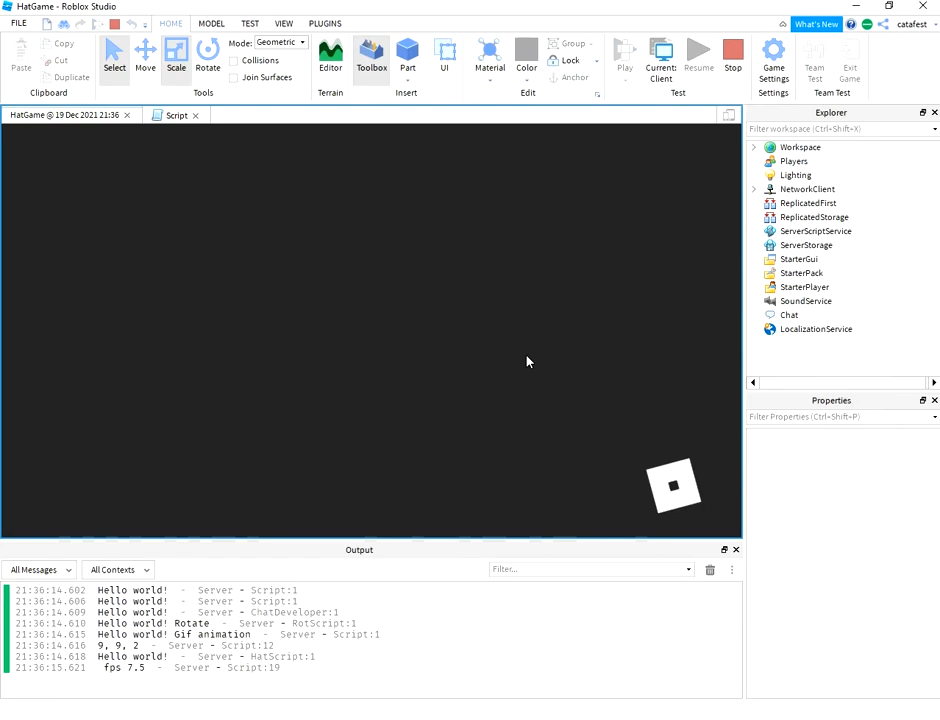 HatGame - Roblox Studio
FILE HOME MODEL TEST VIEW PLUGINS What's New catafest
Paste Copy Cut Duplicate Select Move Scale Rotate Mode: Geometric Collisions Join Surfaces Editor Toolbox Part UI Material Color Group Lock Anchor Play Current: Client Resume Stop Game Settings Team Test Exit Game
Clipboard Tools Terrain Insert Edit Test Settings Team Test
HatGame @ 19 Dec 2021 21:36 Script
Explorer
Filter workspace (Ctrl+Shift+X)
Workspace
Players
Lighting
NetworkClient
ReplicatedFirst
ReplicatedStorage
ServerScriptService
ServerStorage
StarterGui
StarterPack
StarterPlayer
SoundService
Chat
LocalizationService
Properties
Filter Properties (Ctrl+Shift+P)
Output
All Messages All Contexts Filter...
21:36:14.602 Hello world! - Server - Script:1
21:36:14.606 Hello world! - Server - Script:1
21:36:14.609 Hello world! - Server - ChatDeveloper:1
21:36:14.610 Hello world! Rotate - Server - RotScript:1
21:36:14.615 Hello world! Gif animation - Server - Script:1
21:36:14.616 9, 9, 2 - Server - Script:12
21:36:14.618 Hello world! - Server - HatScript:1
21:36:15.621 fps 7.5 - Server - Script:19